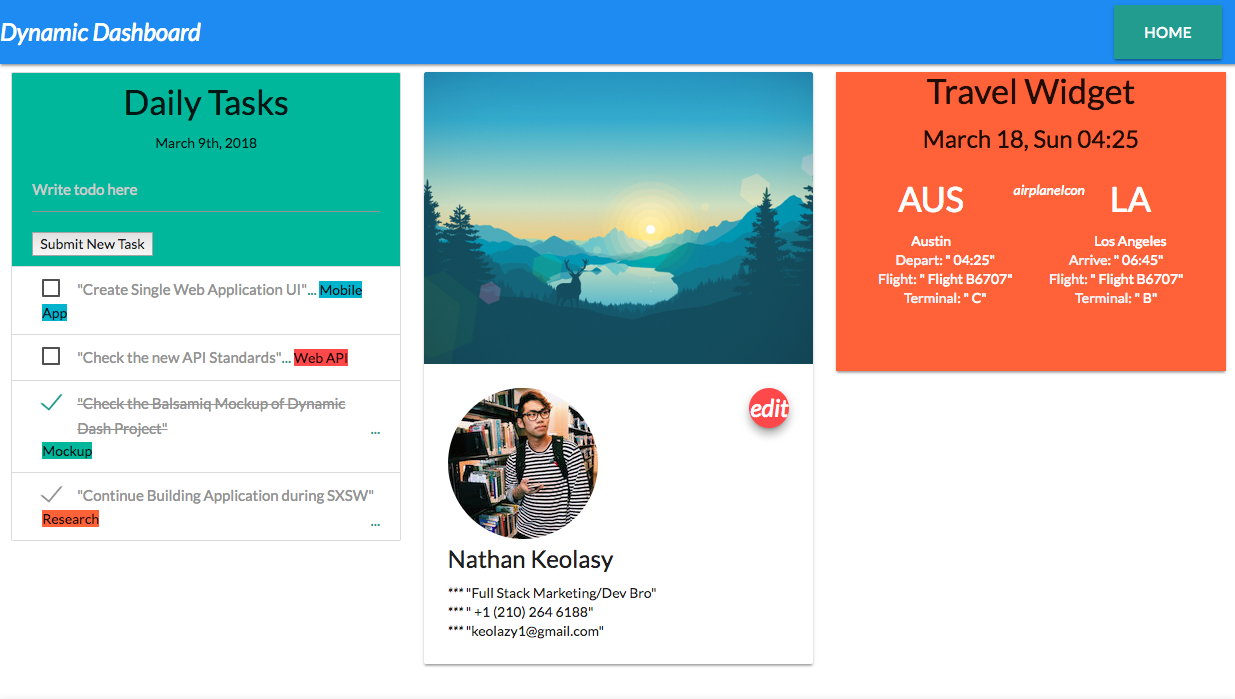 Dynamic Dashboard
HOME
Daily Tasks
March 9th, 2018
Write todo here
Submit New Task
"Create Single Web Application UI"... Mobile
App
"Check the new API Standards"... Web API
"Check the Balsamiq Mockup of Dynamic
Dash Project"
...
Mockup
"Continue Building Application during SXSW"
Research
...
edit
Nathan Keolasy
*** "Full Stack Marketing/Dev Bro"
*** " +1 (210) 264 6188"
*** "keolazy1@gmail.com"
Travel Widget
March 18, Sun 04:25
AUS
airplaneIcon
LA
Austin
Depart: " 04:25"
Flight: " Flight B6707"
Terminal: " C"
Los Angeles
Arrive: " 06:45"
Flight: " Flight B6707"
Terminal: " B"